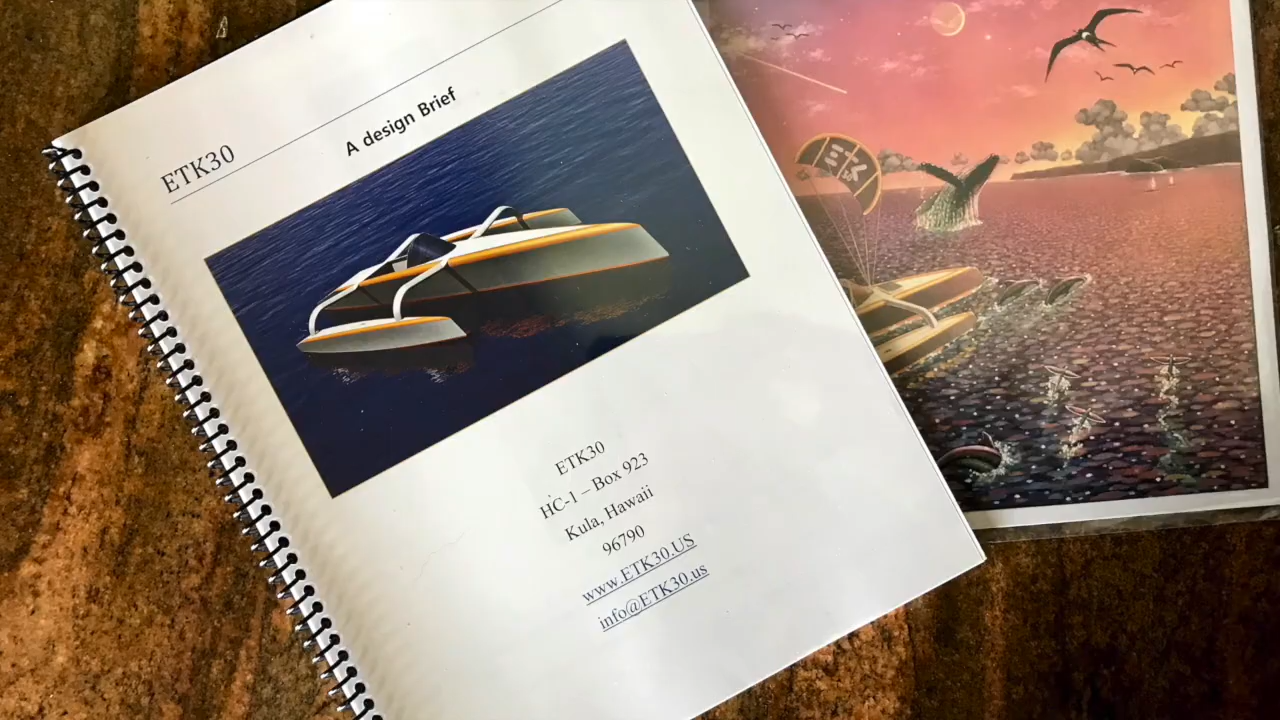 ETK30
A design Brief
ETK30
HC-1 – Box 923
Kula, Hawaii
96790
www.ETK30.US
info@ETK30.us